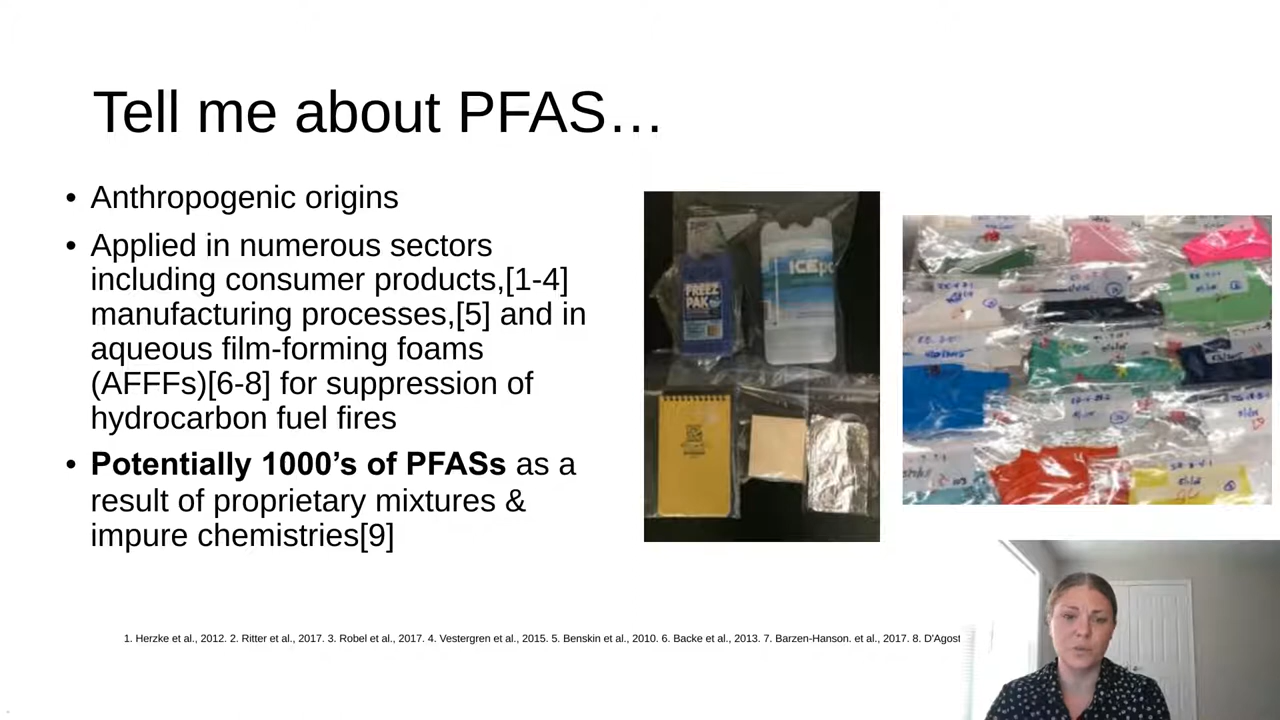 Tell me about PFAS…
• Anthropogenic origins
• Applied in numerous sectors
including consumer products,[1-4]
manufacturing processes,[5] and in
aqueous film-forming foams
(AFFFs)[6-8] for suppression of
hydrocarbon fuel fires
• Potentially 1000’s of PFASs as a
result of proprietary mixtures &
impure chemistries[9]
FREEZ
PAK
ICE
1. Herzke et al., 2012. 2. Ritter et al., 2017. 3. Robel et al., 2017. 4. Vestergren et al., 2015. 5. Benskin et al., 2010. 6. Backe et al., 2013. 7. Barzen-Hanson. et al., 2017. 8. D'Agost